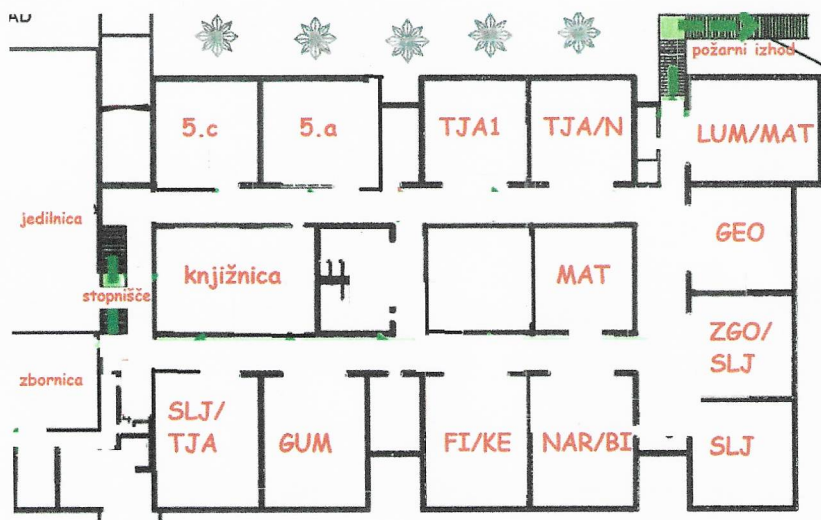 AD
požarni izhod
5.c
5.a
TJA1
TJA/N
LUM/MAT
jedilnica
knjižnica
MAT
GEO
stopnišče
ZGO/
SLJ
zbornica
SLJ/
TJA
GUM
FI/KE
NAR/BI
SLJ